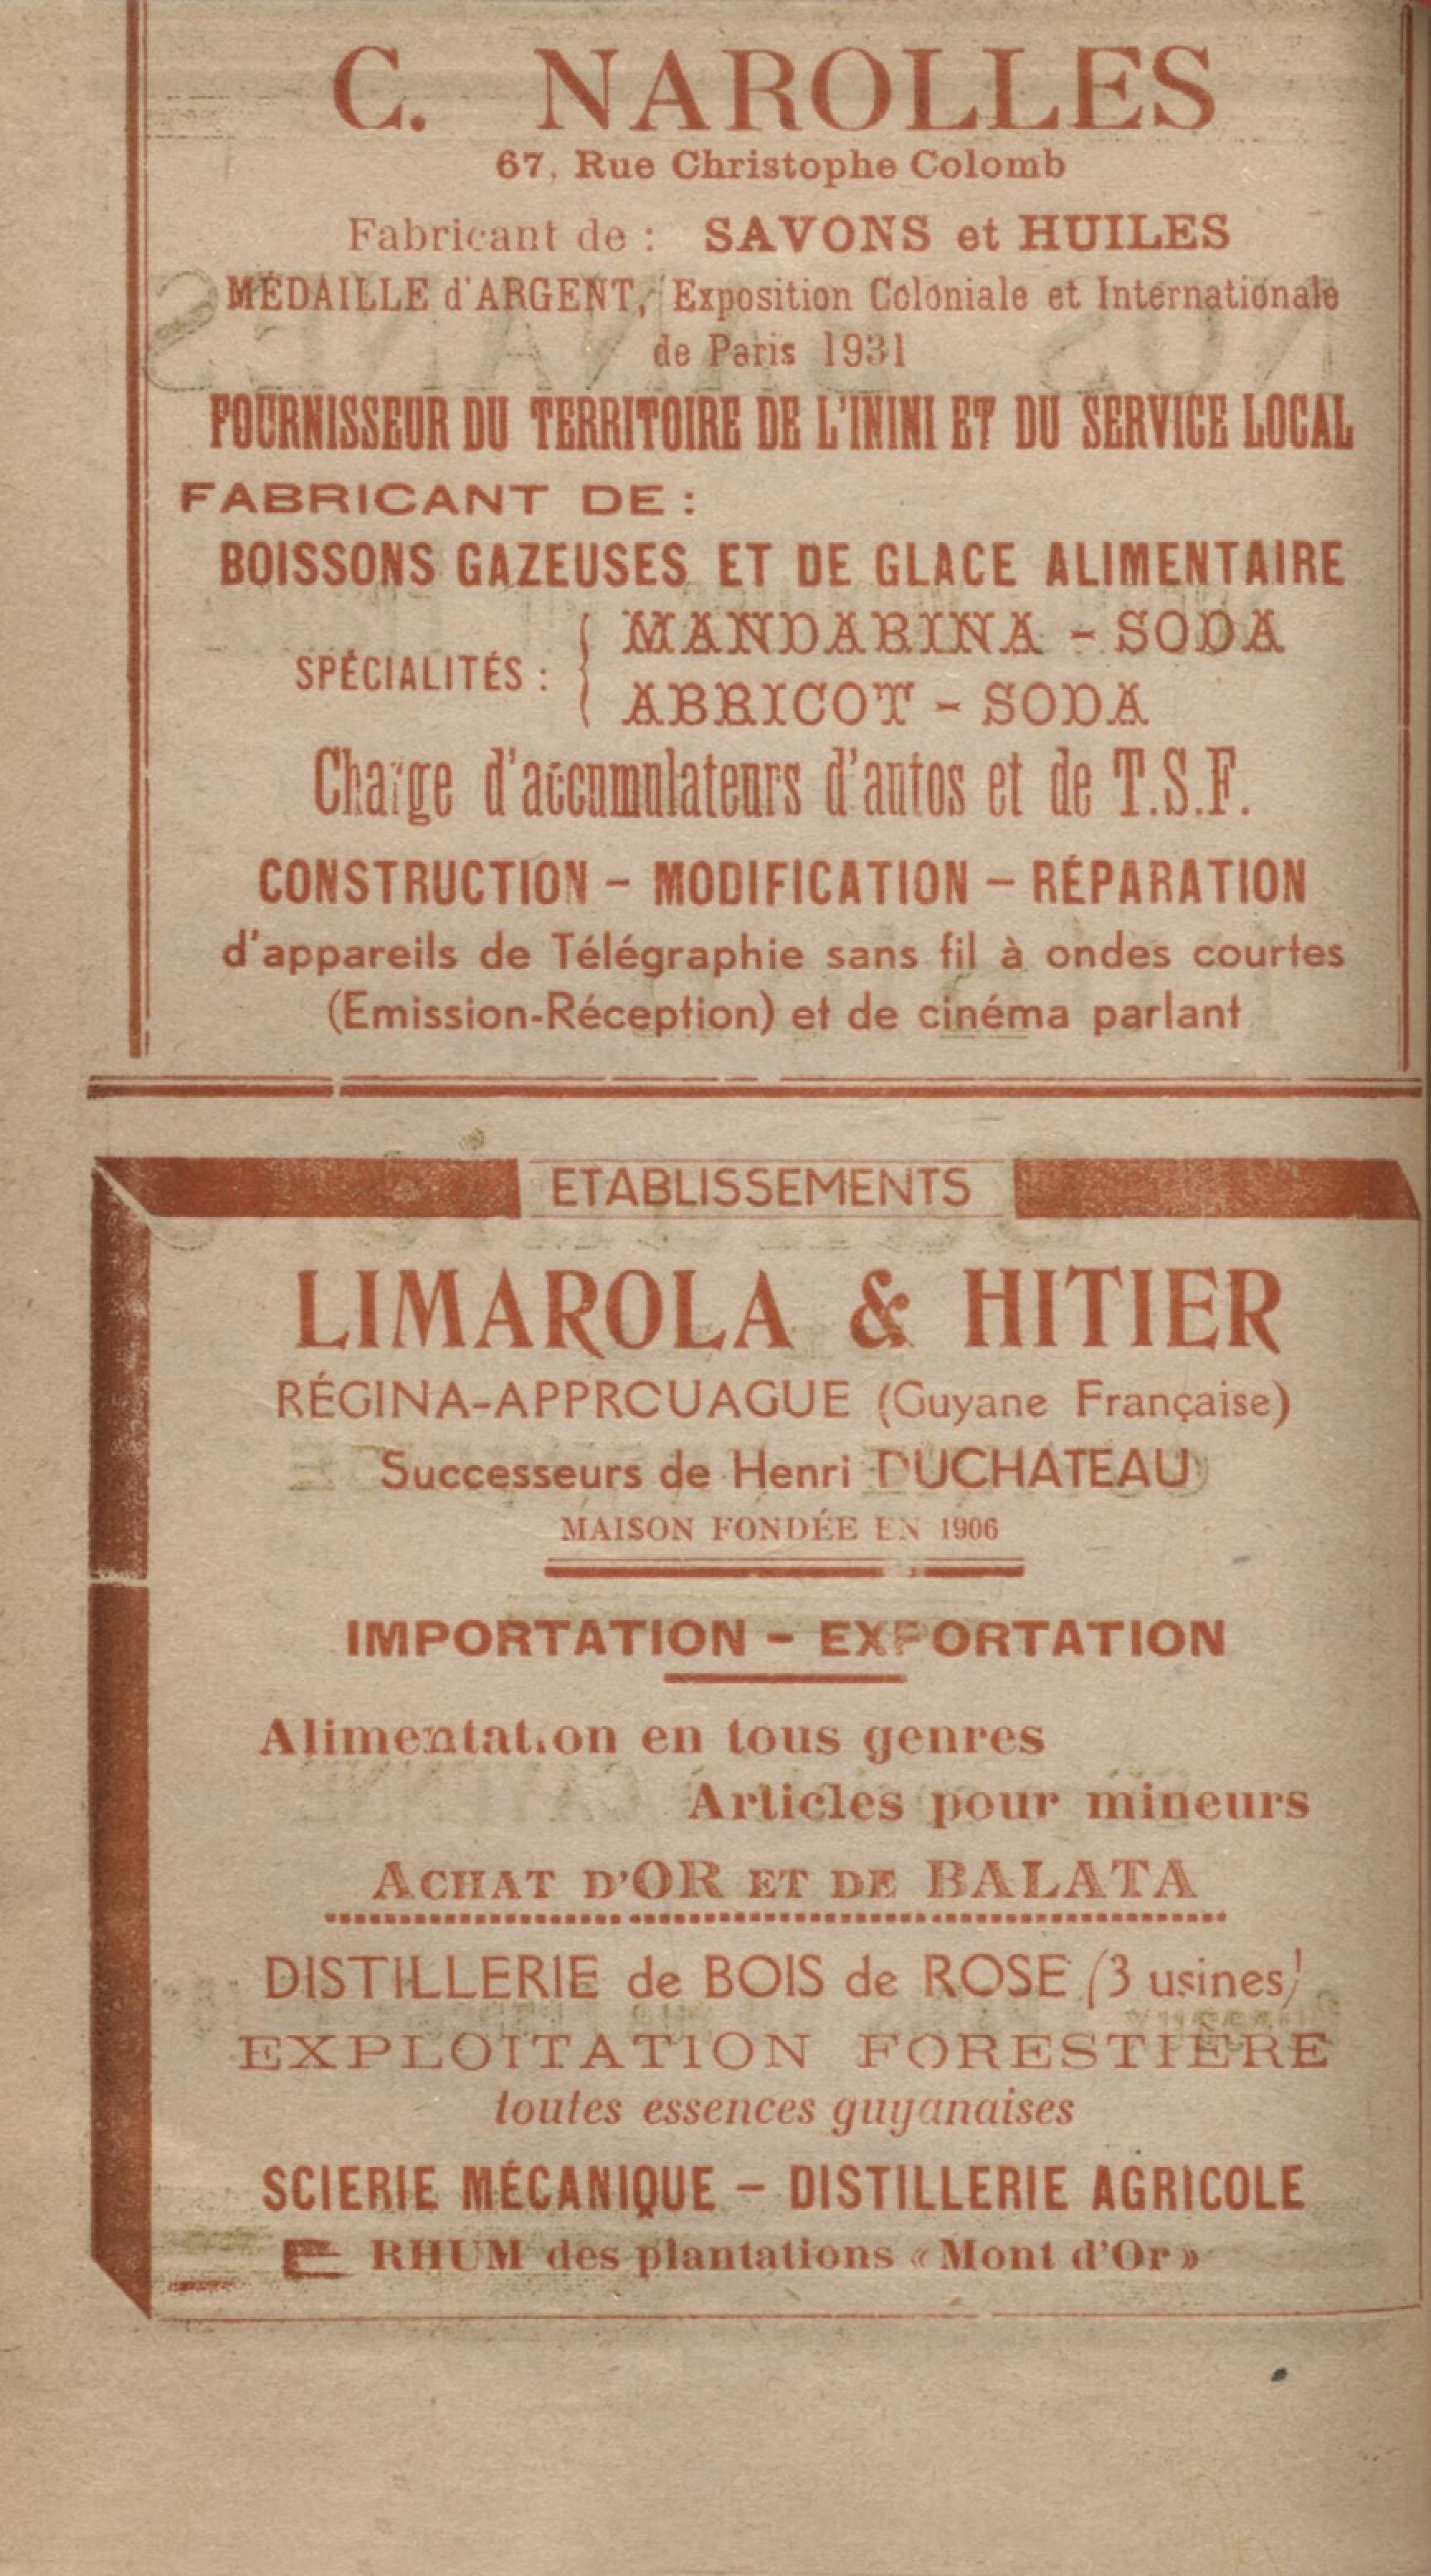 C. NAROLLES
67, Rue Christophe Colomb
Fabricant de : SAVONS et HUILES
MÉDAILLE d'ARGENT, Exposition Coloniale et Internationale
de Paris 1931
FOURNISSEUR DU TERRITOIRE DE L'ININI ET DU SERVICE LOCAL
FABRICANT DE :
BOISSONS GAZEUSES ET DE GLACE ALIMENTAIRE
SPÉCIALITÉS :
MANDARINA - SODA
ABRICOT - SODA
Charge d'accumulateurs d'autos et de T.S.F.
CONSTRUCTION - MODIFICATION - RÉPARATION
d'appareils de Télégraphie sans fil à ondes courtes
(Emission-Réception) et de cinéma parlant
ETABLISSEMENTS
LIMAROLA & HITIER
RÉGINA-APPROUAGUE (Guyane Française)
Successeurs de Henri DUCHATEAU
MAISON FONDÉE EN 1906
IMPORTATION - EXPORTATION
Alimentation en tous genres
Articles pour mineurs
ACHAT D'OR ET DE BALATA
DISTILLERIE de BOIS de ROSE (3 usines)
EXPLOITATION FORESTIERE
toutes essences guyanaises
SCIERIE MÉCANIQUE - DISTILLERIE AGRICOLE
RHUM des plantations « Mont d'Or »